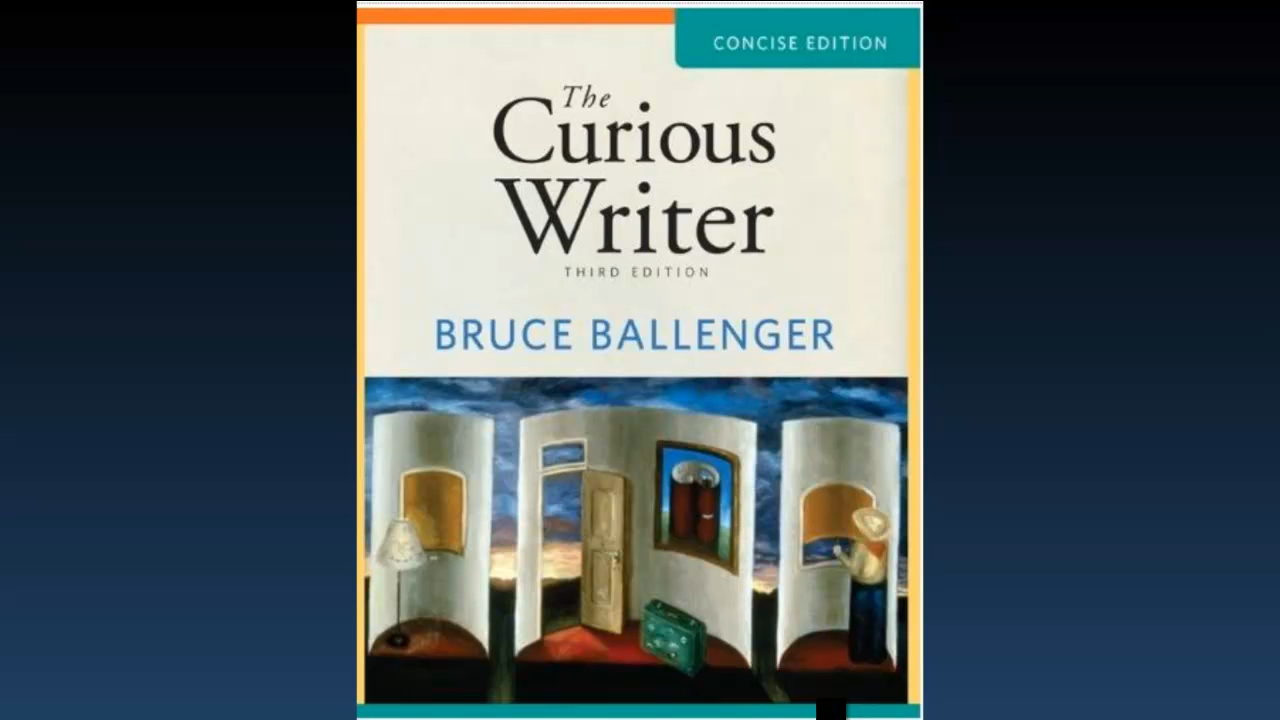 CONCISE EDITION
The
Curious
Writer
THIRD EDITION
BRUCE BALLENGER